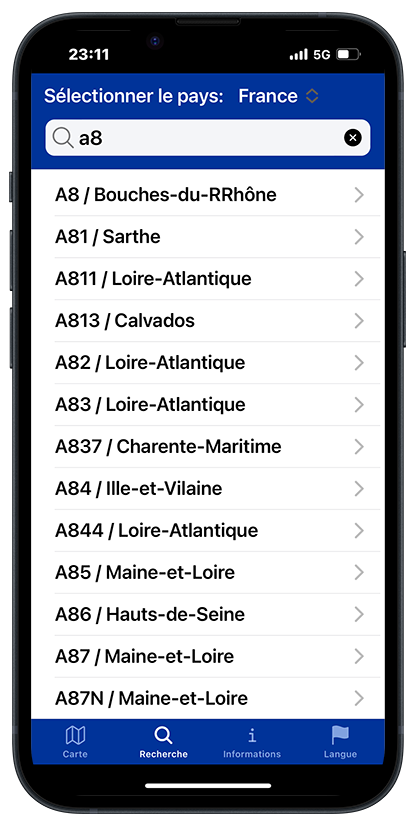 23:11
5G
Sélectionner le pays: France
a8
A8 / Bouches-du-RRhône
A81 / Sarthe
A811 / Loire-Atlantique
A813 / Calvados
A82 / Loire-Atlantique
A83 / Loire-Atlantique
A837 / Charente-Maritime
A84 / Ille-et-Vilaine
A844 / Loire-Atlantique
A85 / Maine-et-Loire
A86 / Hauts-de-Seine
A87 / Maine-et-Loire
A87N / Maine-et-Loire
Carte Recherche Informations Langue